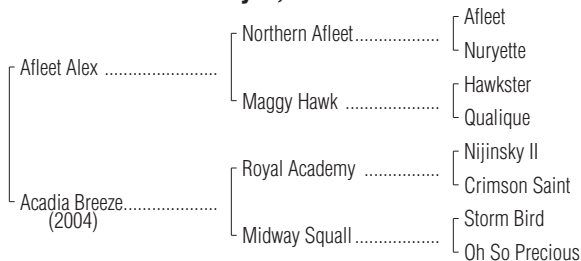 Afleet
Northern Afleet..................
Nuryette
Afleet Alex ........................
Hawkster
Maggy Hawk ....................
Qualique
Nijinsky II
Royal Academy ................
Crimson Saint
Acadia Breeze....................
(2004)
Storm Bird
Midway Squall..................
Oh So Precious